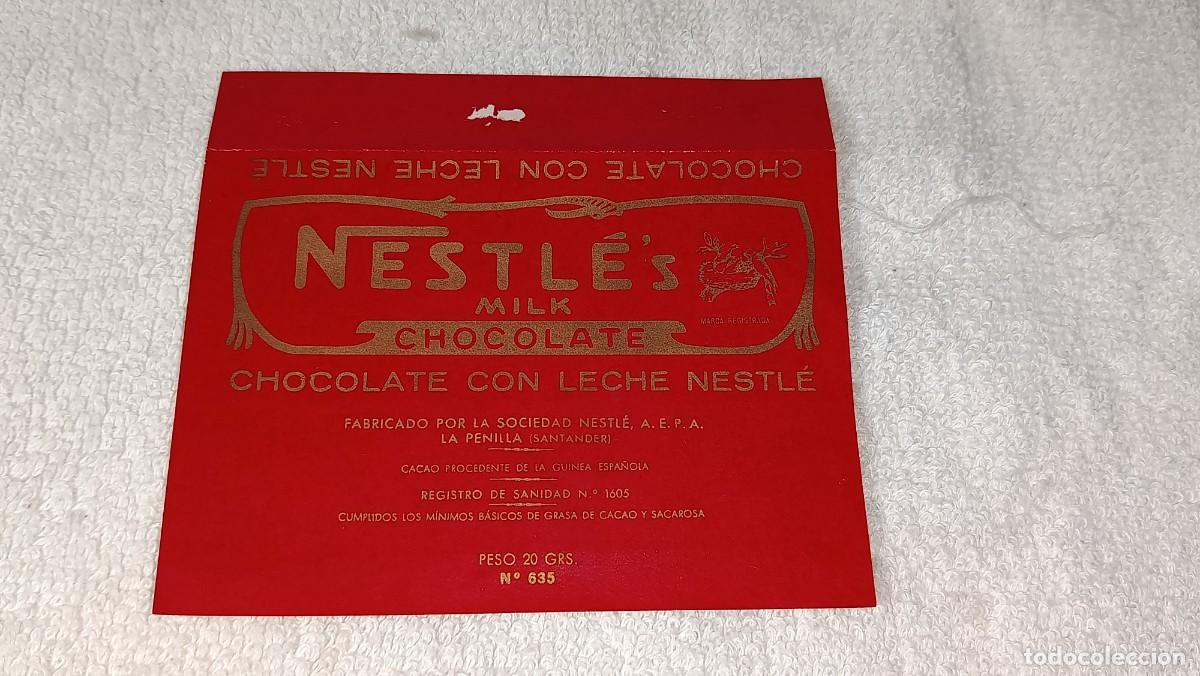 CHOCOLATE CON LECHE NESTLÉ
NESTLÉ's
MILK
CHOCOLATE
MARCA REGISTRADA
CHOCOLATE CON LECHE NESTLÉ
FABRICADO POR LA SOCIEDAD NESTLÉ, A.E.P.A.
LA PENILLA (SANTANDER)
CACAO PROCEDENTE DE LA GUINEA ESPAÑOLA
REGISTRO DE SANIDAD N.º 1605
CUMPLIDOS LOS MÍNIMOS BÁSICOS DE GRASA DE CACAO Y SACAROSA
PESO 20 GRS.
Nº 635
todocoleccion